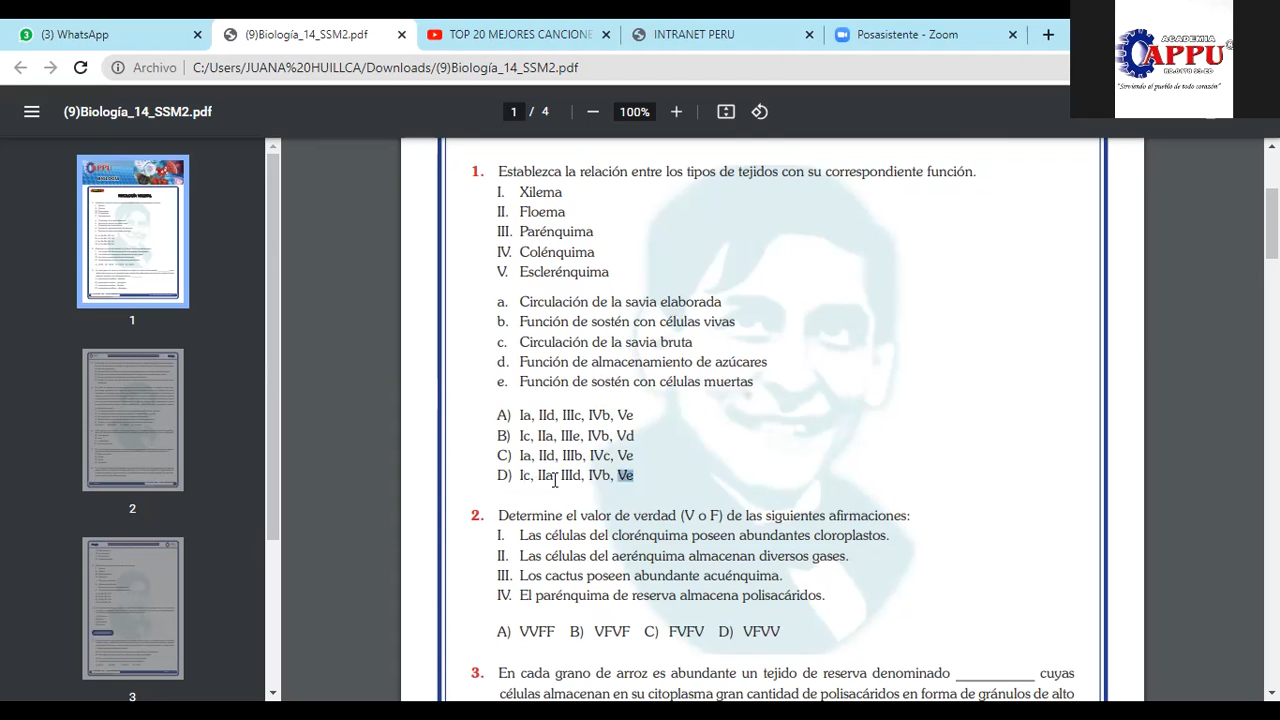 (3) WhatsApp
(9)Biología_14_SSM2.pdf
TOP 20 MEJORES CANCIONE
INTRANET PERU
Posasistente - Zoom
Archivo
C:/Users/JUANA%20HUILLCA/Downloads/(9)Biología_14_SSM2.pdf
ACADEMIA
APPU
"Sirviendo al pueblo de todo corazón"
(9)Biología_14_SSM2.pdf
1 / 4
100%
1. Establezca la relación entre los tipos de tejidos con su correspondiente función.
I. Xilema
II. Floema
III. Parénquima
IV. Colénquima
V. Esclerénquima
a. Circulación de la savia elaborada
b. Función de sostén con células vivas
c. Circulación de la savia bruta
d. Función de almacenamiento de azúcares
e. Función de sostén con células muertas
A) Ia, IId, IIIc, IVb, Ve
B) Ic, IIa, IIIe, IVb, Vd
C) Ia, IId, IIIb, IVc, Ve
D) Ic, IIa, IIId, IVb, Ve
2. Determine el valor de verdad (V o F) de las siguientes afirmaciones:
I. Las células del clorénquima poseen abundantes cloroplastos.
II. Las células del aerénquima almacenan diversos gases.
III. Los cactus poseen abundante acuénquima.
IV. El parénquima de reserva almacena polisacáridos.
A) VVFF B) VFVF C) FVFV D) VFVV
3. En cada grano de arroz es abundante un tejido de reserva denominado __________ cuyas
células almacenan en su citoplasma gran cantidad de polisacáridos en forma de gránulos de alto
1
2
3